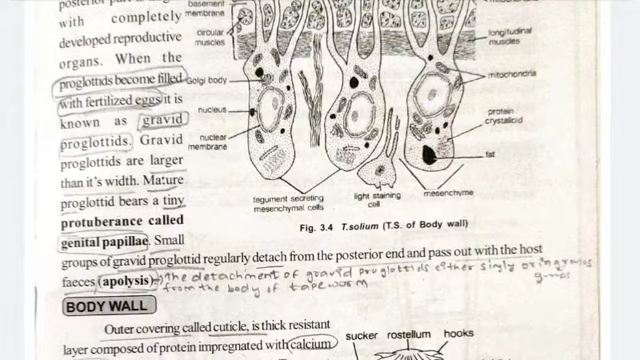 posterior
with completely
developed reproductive
organs. When the
proglottids become filled
with fertilized eggs it is
known as gravid
proglottids. Gravid
proglottids are larger
than it's width. Mature
proglottid bears a tiny
protuberance called
genital papillae. Small
groups of gravid proglottid regularly detach from the posterior end and pass out with the host
faeces (apolysis) → The detachment of gravid proglottids either singly or in groups
groups
from the body of tapeworm
basement
membrane
circular
muscles
Golgi body
nucleus
nuclear
membrane
tegument secreting
mesenchymal cells
light staining
cell
mesenchyme
longitudinal
muscles
mitochondria
protein
crystalloid
fat
Fig. 3.4 T.solium (T.S. of Body wall)
BODY WALL
Outer covering called cuticle, is thick resistant
layer composed of protein impregnated with calcium
sucker rostellum hooks